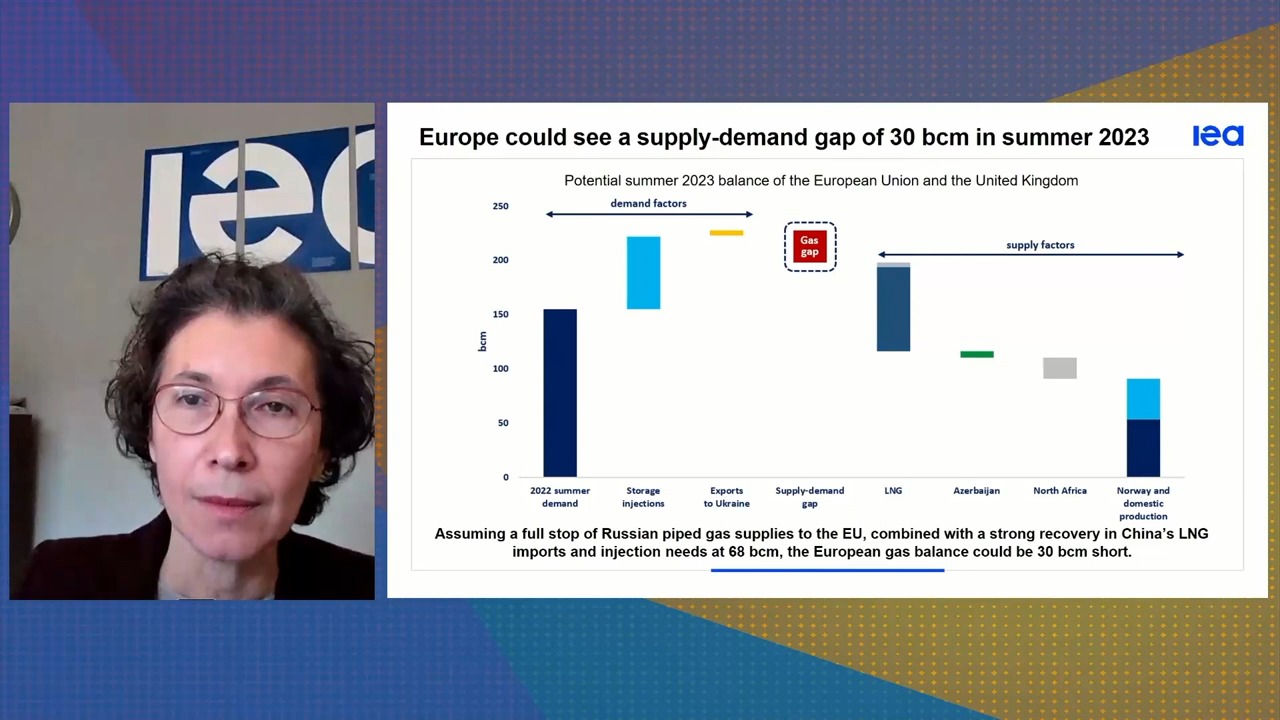 iea
Europe could see a supply-demand gap of 30 bcm in summer 2023
iea
Potential summer 2023 balance of the European Union and the United Kingdom
demand factors
supply factors
Gas
gap
bcm
250
200
150
100
50
0
2022 summer
demand
Storage
injections
Exports
to Ukraine
Supply-demand
gap
LNG
Azerbaijan
North Africa
Norway and
domestic
production
Assuming a full stop of Russian piped gas supplies to the EU, combined with a strong recovery in China’s LNG
imports and injection needs at 68 bcm, the European gas balance could be 30 bcm short.